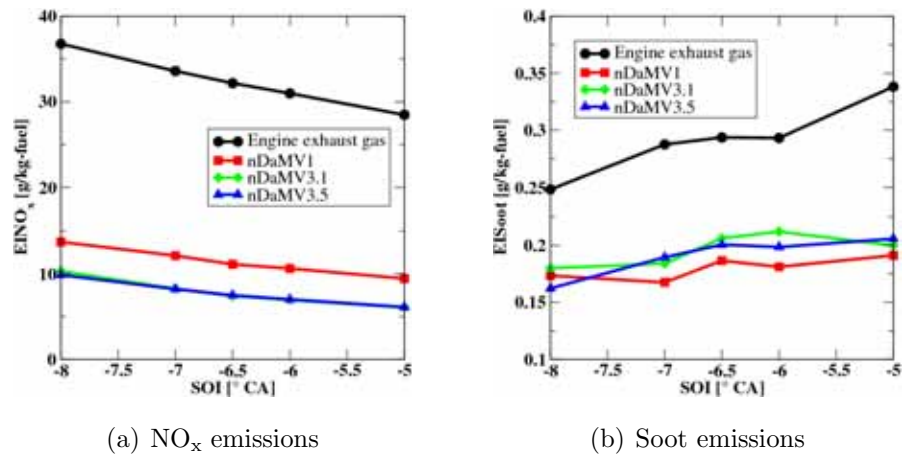 40
30
20
10
0
EINOₓ [g/kg-fuel]
Engine exhaust gas
nDaMV1
nDaMV3.1
nDaMV3.5
-8 -7.5 -7 -6.5 -6 -5.5 -5
SOI [° CA]
(a) NOₓ emissions
0.4
0.35
0.3
0.25
0.2
0.15
0.1
EISoot [g/kg-fuel]
Engine exhaust gas
nDaMV1
nDaMV3.1
nDaMV3.5
-8 -7.5 -7 -6.5 -6 -5.5 -5
SOI [° CA]
(b) Soot emissions